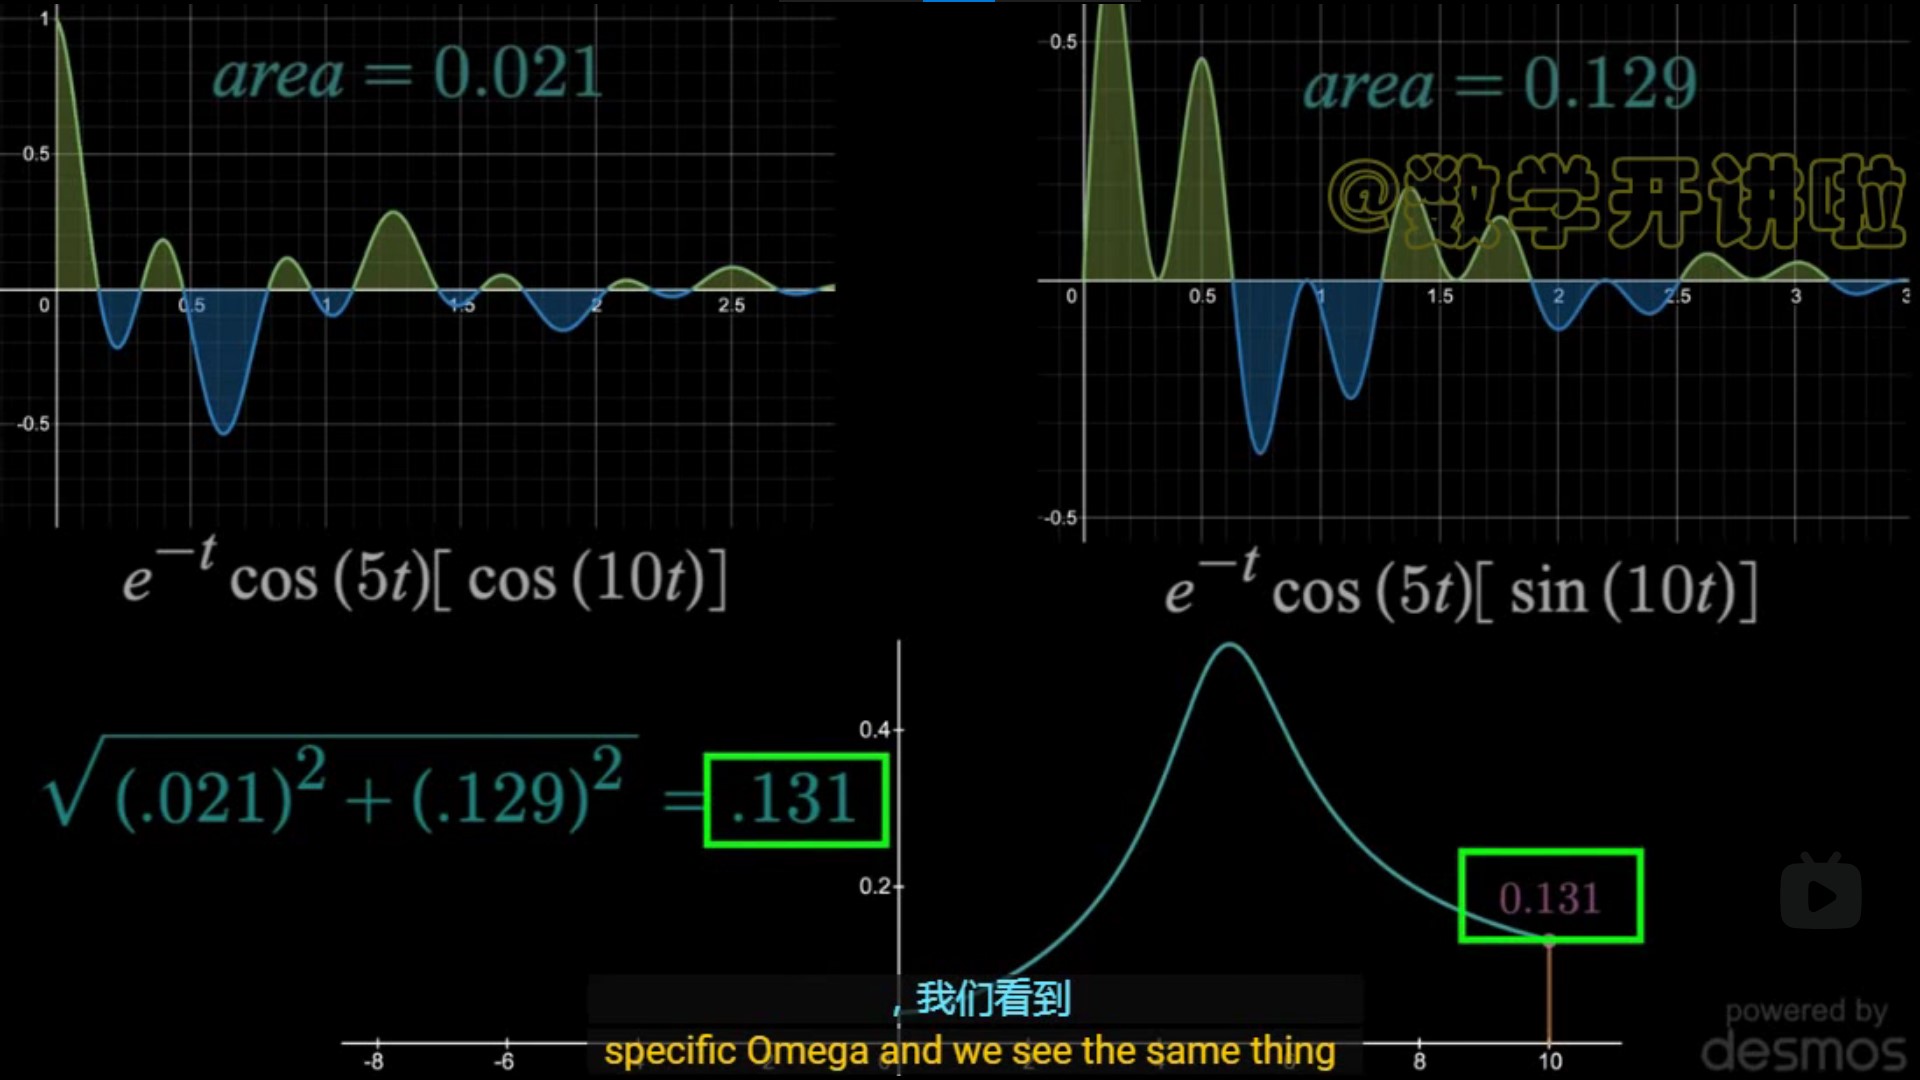 area = 0.021
1
0.5
0
0.5
1
1.5
2
2.5
-0.5
e^{-t} cos (5t)[ cos (10t)]
area = 0.129
@数学开讲啦
0.5
0
0.5
1
1.5
2
2.5
3
-0.5
e^{-t} cos (5t)[ sin (10t)]
√(.021)² + (.129)² = .131
0.4
0.2
0.131
-8
-6
8
10
，我们看到
specific Omega and we see the same thing
powered by
desmos